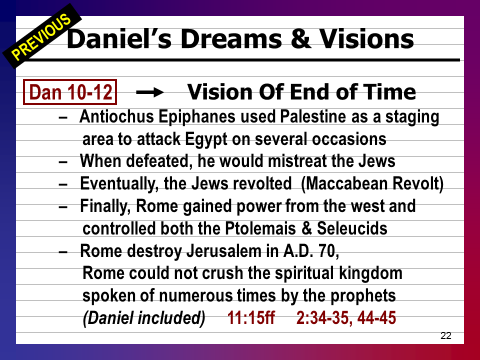 PREVIOUS
Daniel’s Dreams & Visions
Dan 10-12 Vision Of End of Time
– Antiochus Epiphanes used Palestine as a staging
area to attack Egypt on several occasions
– When defeated, he would mistreat the Jews
– Eventually, the Jews revolted (Maccabean Revolt)
– Finally, Rome gained power from the west and
controlled both the Ptolemais & Seleucids
– Rome destroy Jerusalem in A.D. 70,
Rome could not crush the spiritual kingdom
spoken of numerous times by the prophets
(Daniel included) 11:15ff 2:34-35, 44-45
22